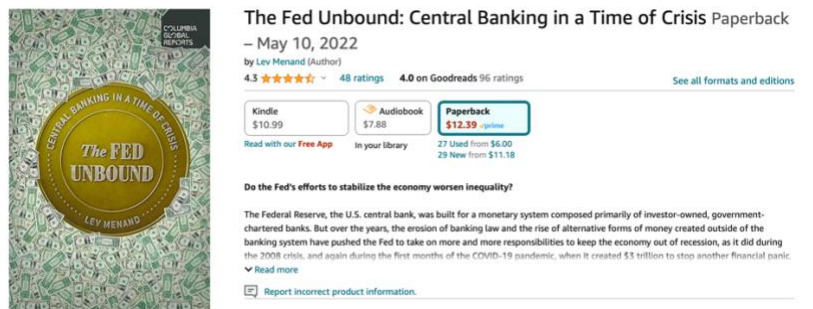 COLUMBIA
GLOBAL
REPORTS
CENTRAL BANKING IN A TIME OF CRISIS
The FED
UNBOUND
LEV MENAND
The Fed Unbound: Central Banking in a Time of Crisis Paperback
– May 10, 2022
by Lev Menand (Author)
4.3 48 ratings 4.0 on Goodreads 96 ratings
See all formats and editions
Kindle Audiobook Paperback
$10.99 $7.88 $12.39 prime
Read with our Free App In your library 27 Used from $6.00
29 New from $11.18
Do the Fed's efforts to stabilize the economy worsen inequality?
The Federal Reserve, the U.S. central bank, was built for a monetary system composed primarily of investor-owned, government-
chartered banks. But over the years, the erosion of banking law and the rise of alternative forms of money created outside of the
banking system have pushed the Fed to take on more and more responsibilities to keep the economy out of recession, as it did during
the 2008 crisis, and again during the first months of the COVID-19 pandemic, when it created $3 trillion to stop another financial panic.
Read more
Report incorrect product information.